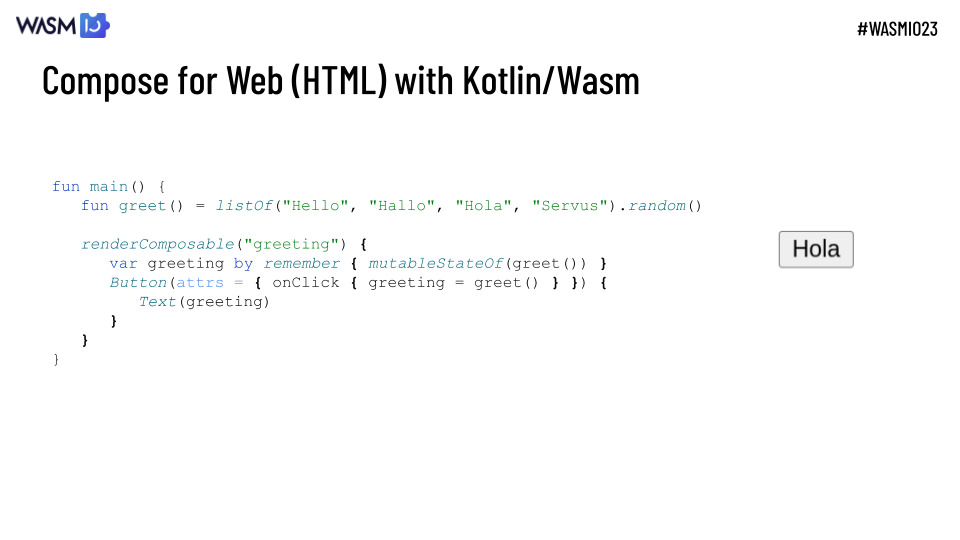 WASM IO
#WASMIO23
Compose for Web (HTML) with Kotlin/Wasm
fun main() {
   fun greet() = listOf("Hello", "Hallo", "Hola", "Servus").random()
   renderComposable("greeting") {
      var greeting by remember { mutableStateOf(greet()) }
      Button(attrs = { onClick { greeting = greet() } }) {
         Text(greeting)
      }
   }
}
Hola